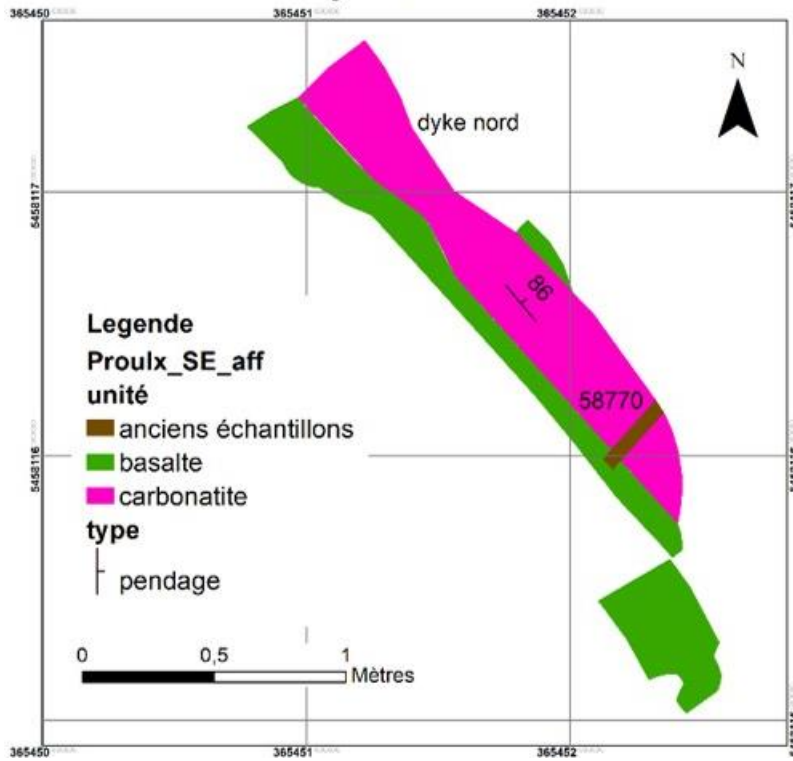 365450 365451 365452
N
dyke nord
5458117 5458117
86
Legende
Proulx_SE_aff
unité
58770
anciens échantillons
basalte
5458116
carbonatite
type
pendage
0 0,5 1
Mètres
365450 365451 365452